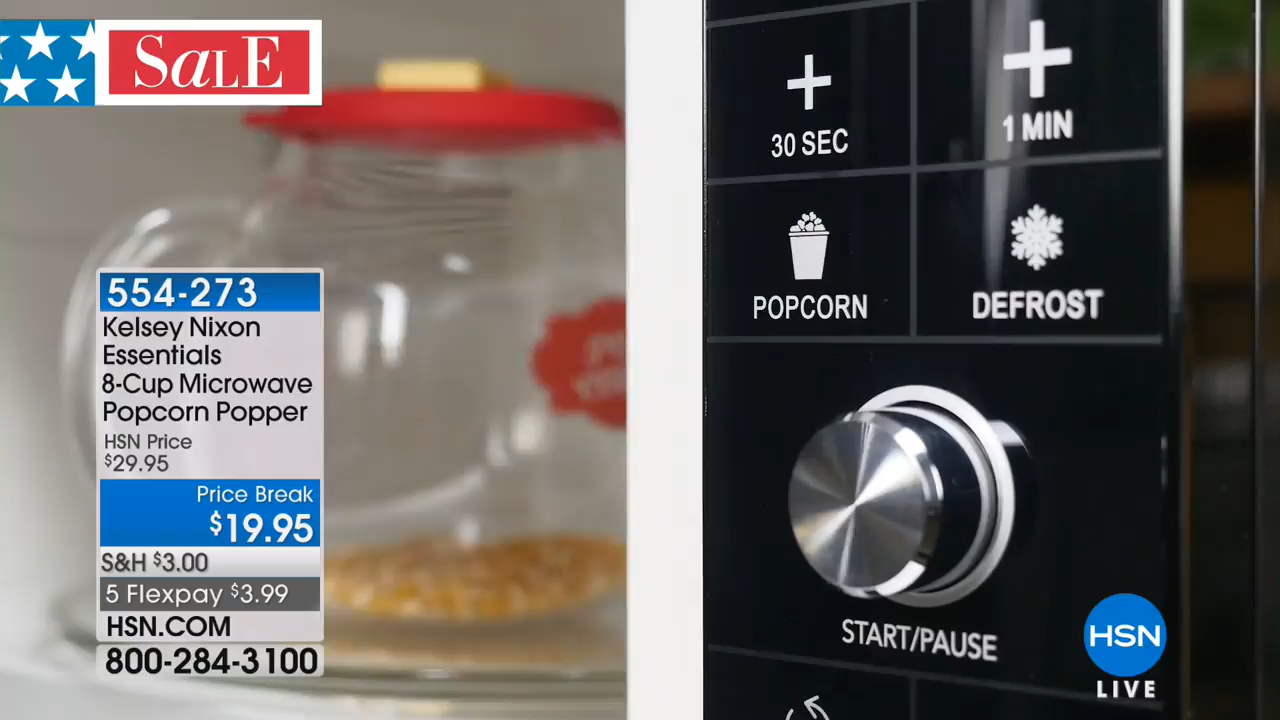 SaLE
554-273
Kelsey Nixon
Essentials
8-Cup Microwave
Popcorn Popper
HSN Price
$29.95
Price Break
$19.95
S&H $3.00
5 Flexpay $3.99
HSN.COM
800-284-3100
30 SEC
1 MIN
POPCORN
DEFROST
START/PAUSE
HSN
LIVE